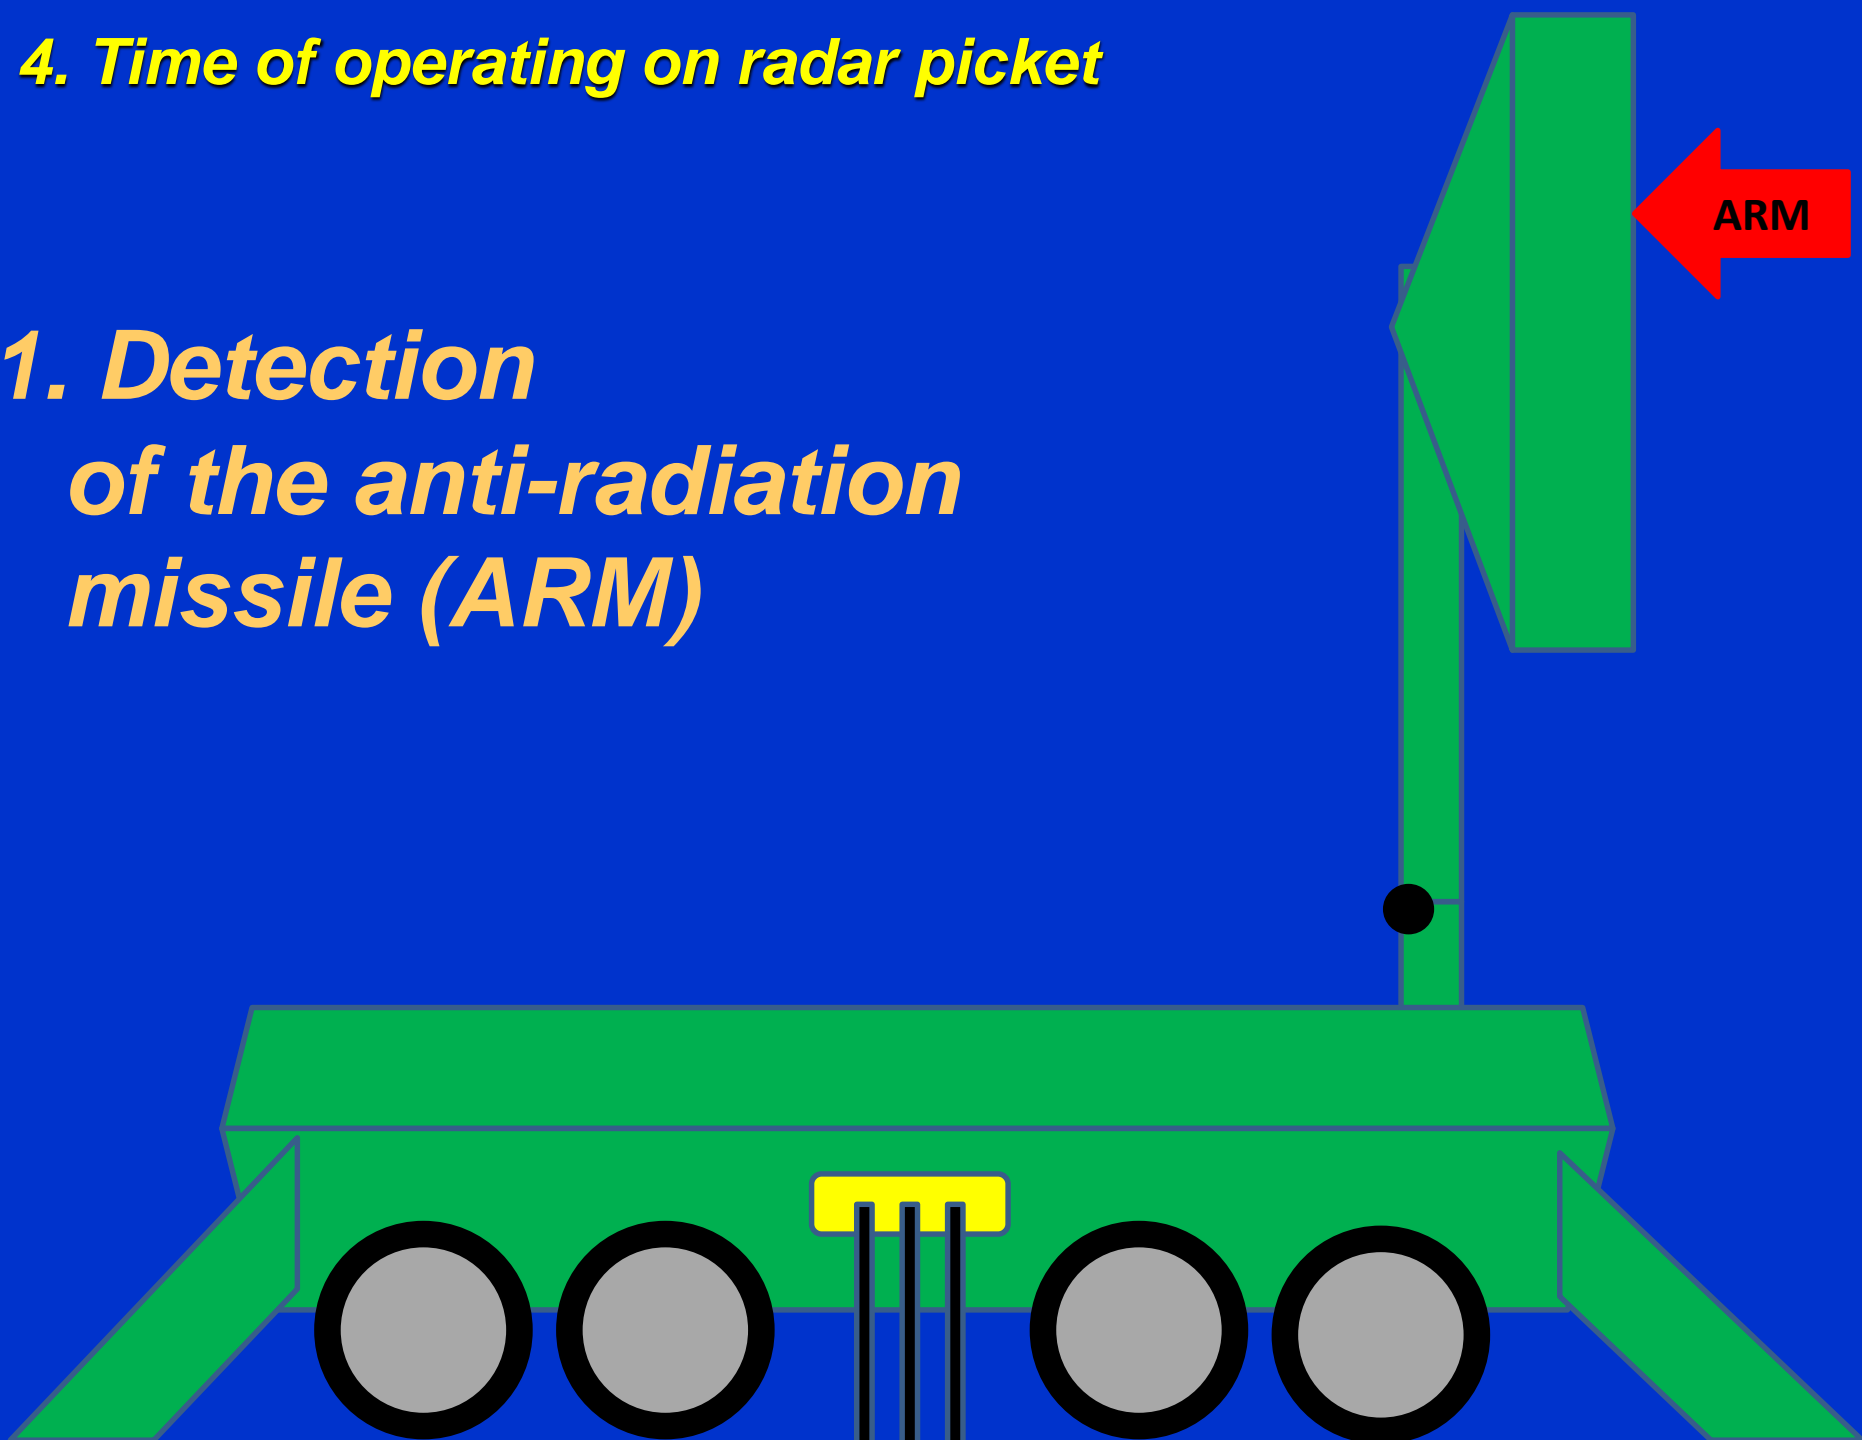 4. Time of operating on radar picket
ARM
1. Detection
of the anti-radiation
missile (ARM)